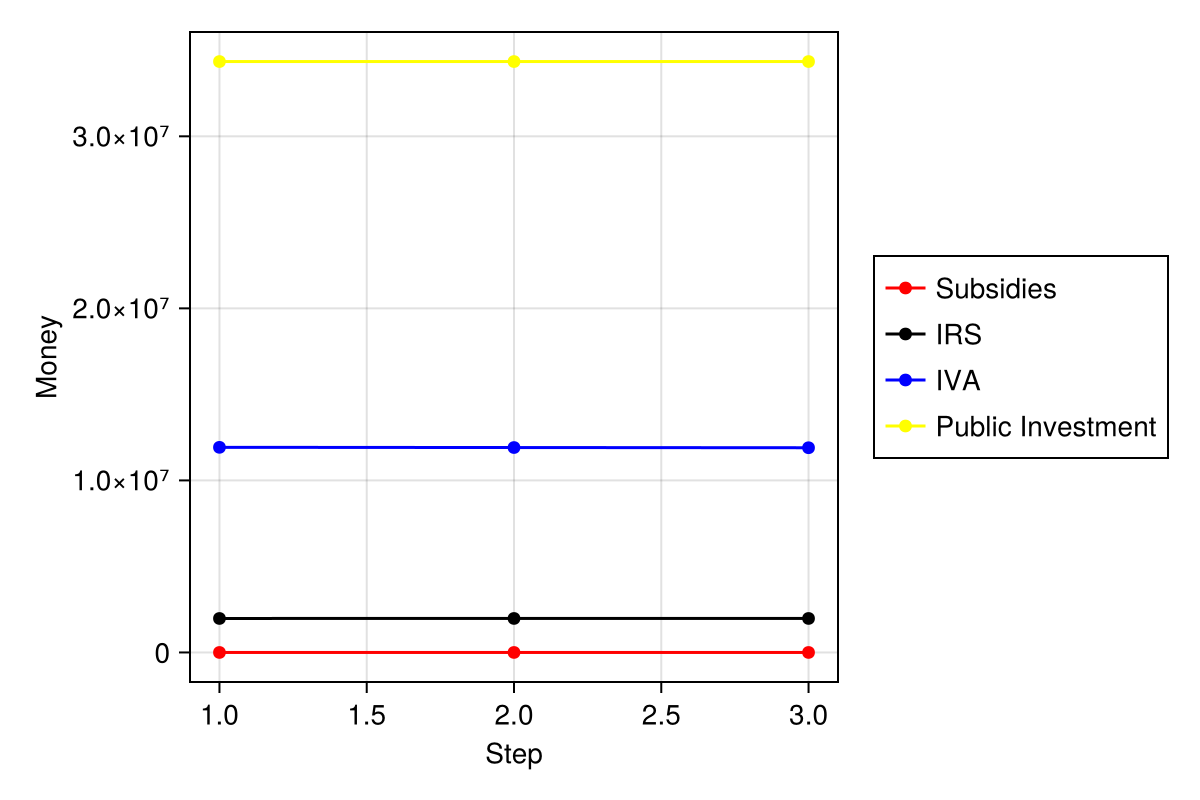 3.0×10⁷
2.0×10⁷
1.0×10⁷
0
Money
1.0 1.5 2.0 2.5 3.0
Step
Subsidies
IRS
IVA
Public Investment